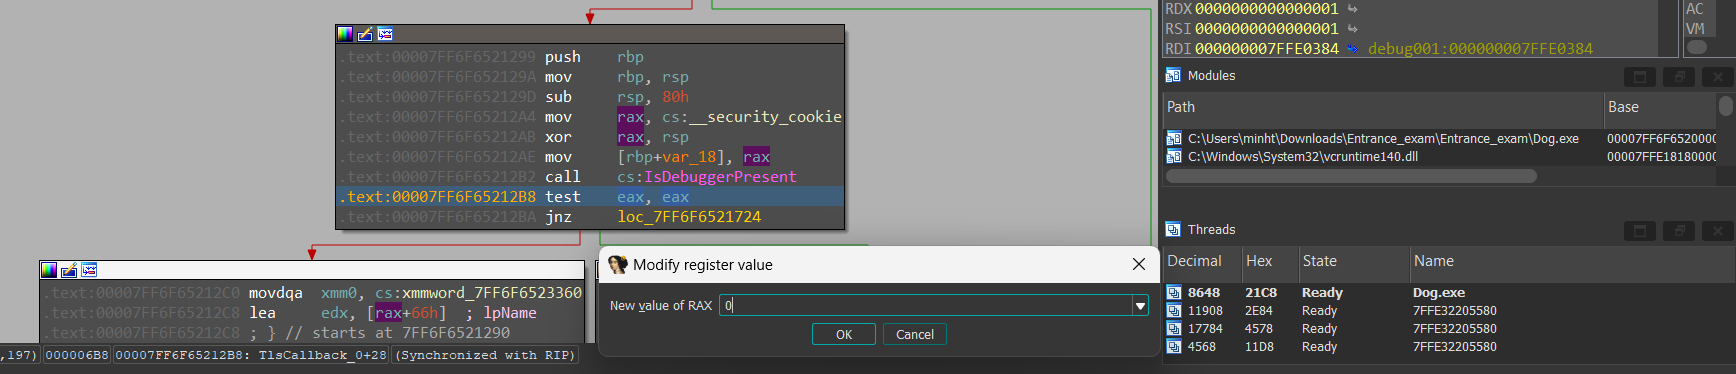 .text:00007FF6F6521299 push rbp
.text:00007FF6F652129A mov rbp, rsp
.text:00007FF6F652129D sub rsp, 80h
.text:00007FF6F65212A4 mov rax, cs:__security_cookie
.text:00007FF6F65212AB xor rax, rsp
.text:00007FF6F65212AE mov [rbp+var_18], rax
.text:00007FF6F65212B2 call cs:IsDebuggerPresent
.text:00007FF6F65212B8 test eax, eax
.text:00007FF6F65212BA jnz loc_7FF6F6521724
.text:00007FF6F65212C0 movdqa xmm0, cs:xmmword_7FF6F6523360
.text:00007FF6F65212C8 lea edx, [rax+66h] ; lpName
.text:00007FF6F65212C8 ; } // starts at 7FF6F6521290
,197) 000006B8 00007FF6F65212B8: TlsCallback_0+28 (Synchronized with RIP)
Modify register value
New value of RAX 0
OK Cancel
RDX 0000000000000001
RSI 0000000000000001
RDI 000000007FFE0384 debug001:000000007FFE0384
AC
VM
Modules
Path Base
C:\Users\minht\Downloads\Entrance_exam\Entrance_exam\Dog.exe 00007FF6F6520000
C:\Windows\System32\vcruntime140.dll 00007FFE18180000
Threads
Decimal Hex State Name
8648 21C8 Ready Dog.exe
11908 2E84 Ready 7FFE32205580
17784 4578 Ready 7FFE32205580
4568 11D8 Ready 7FFE32205580